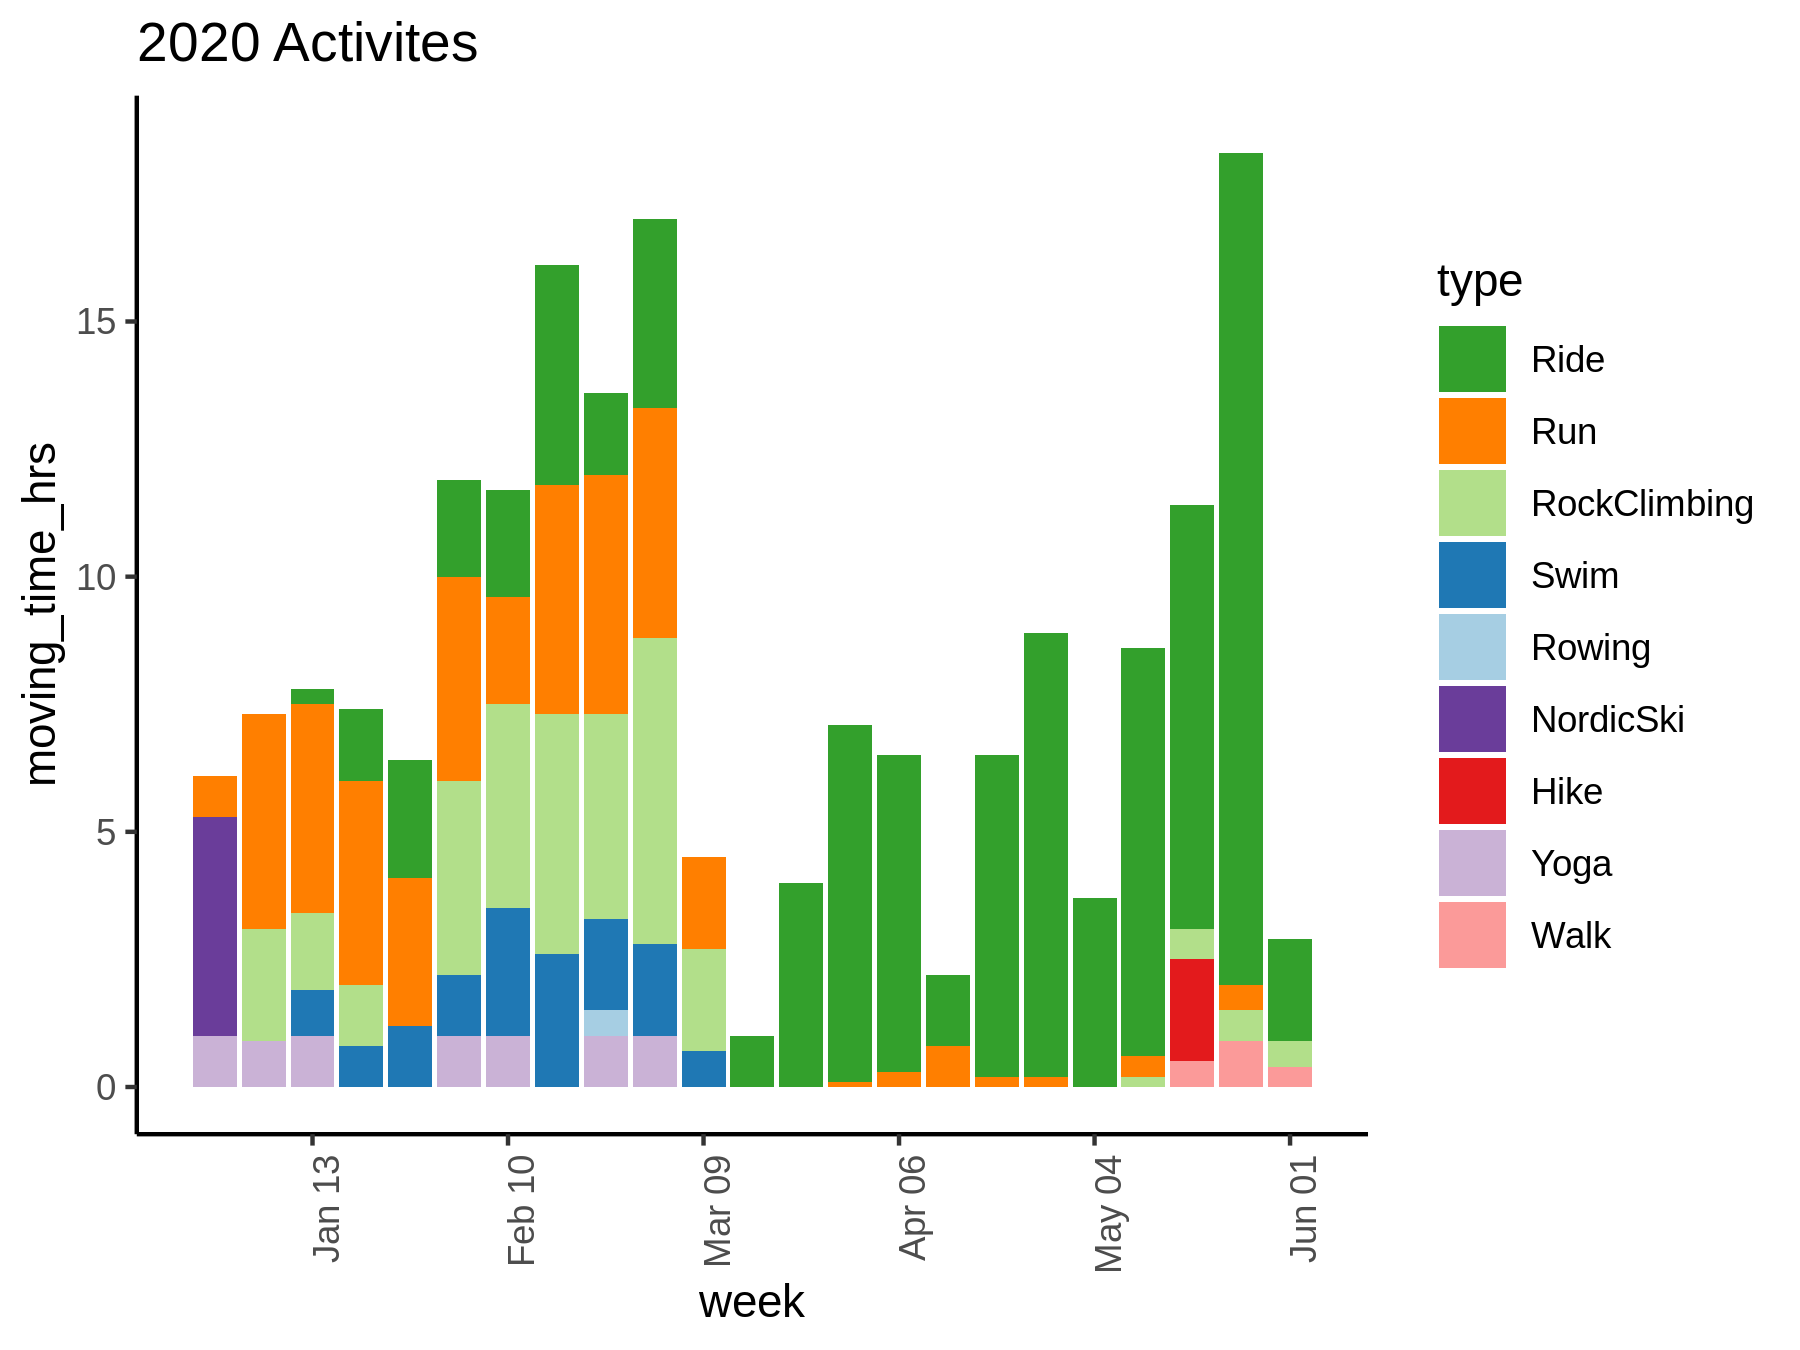 2020 Activites
moving_time_hrs
15
10
5
0
Jan 13
Feb 10
Mar 09
Apr 06
May 04
Jun 01
week
type
Ride
Run
RockClimbing
Swim
Rowing
NordicSki
Hike
Yoga
Walk